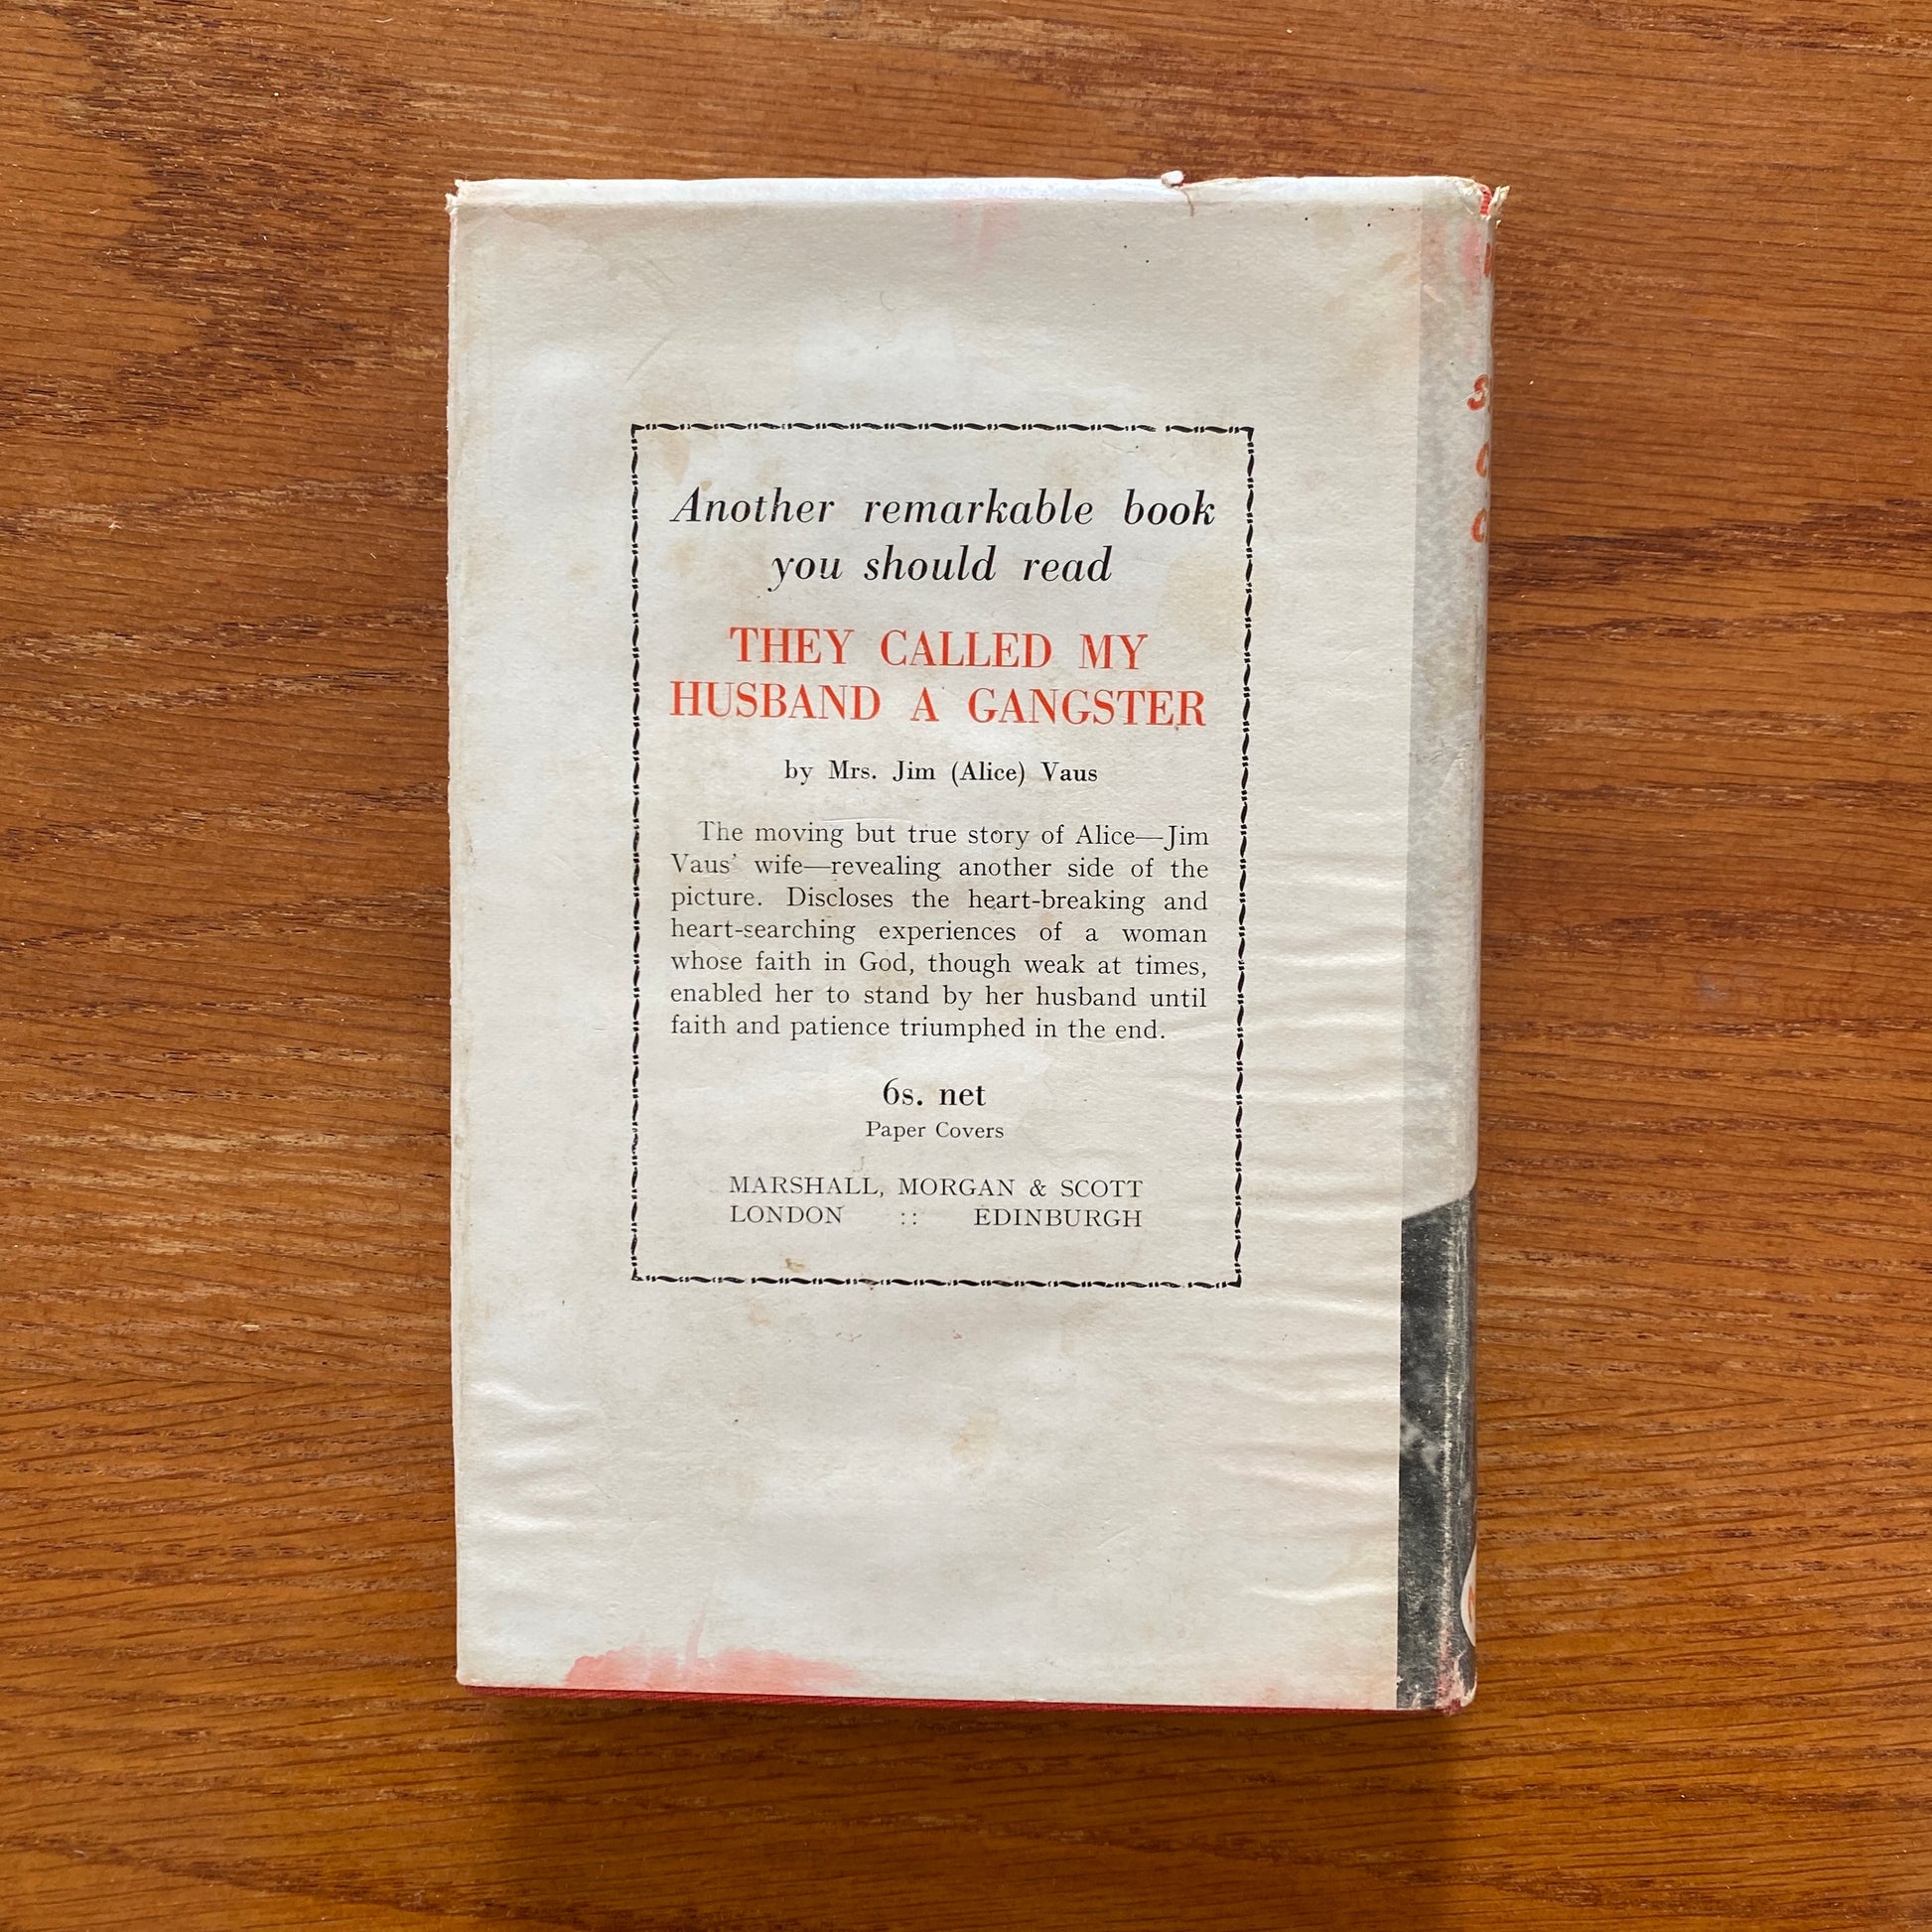 Another remarkable book
you should read
THEY CALLED MY
HUSBAND A GANGSTER
by Mrs. Jim (Alice) Vaus
The moving but true story of Alice—Jim
Vaus' wife—revealing another side of the
picture. Discloses the heart-breaking and
heart-searching experiences of a woman
whose faith in God, though weak at times,
enabled her to stand by her husband until
faith and patience triumphed in the end.
6s. net
Paper Covers
MARSHALL, MORGAN & SCOTT
LONDON :: EDINBURGH